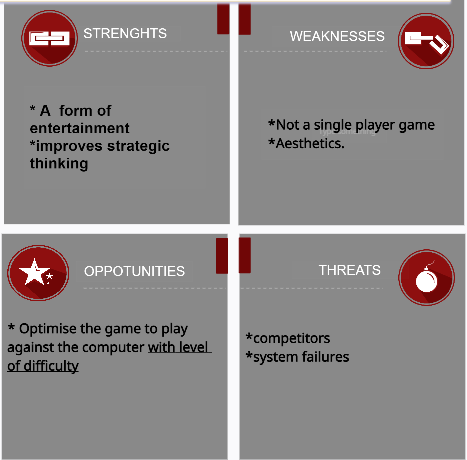 STRENGHTS
* A form of
entertainment
*improves strategic
thinking
WEAKNESSES
*Not a single player game
*Aesthetics.
OPPOTUNITIES
* Optimise the game to play
against the computer with level
of difficulty
THREATS
*competitors
*system failures